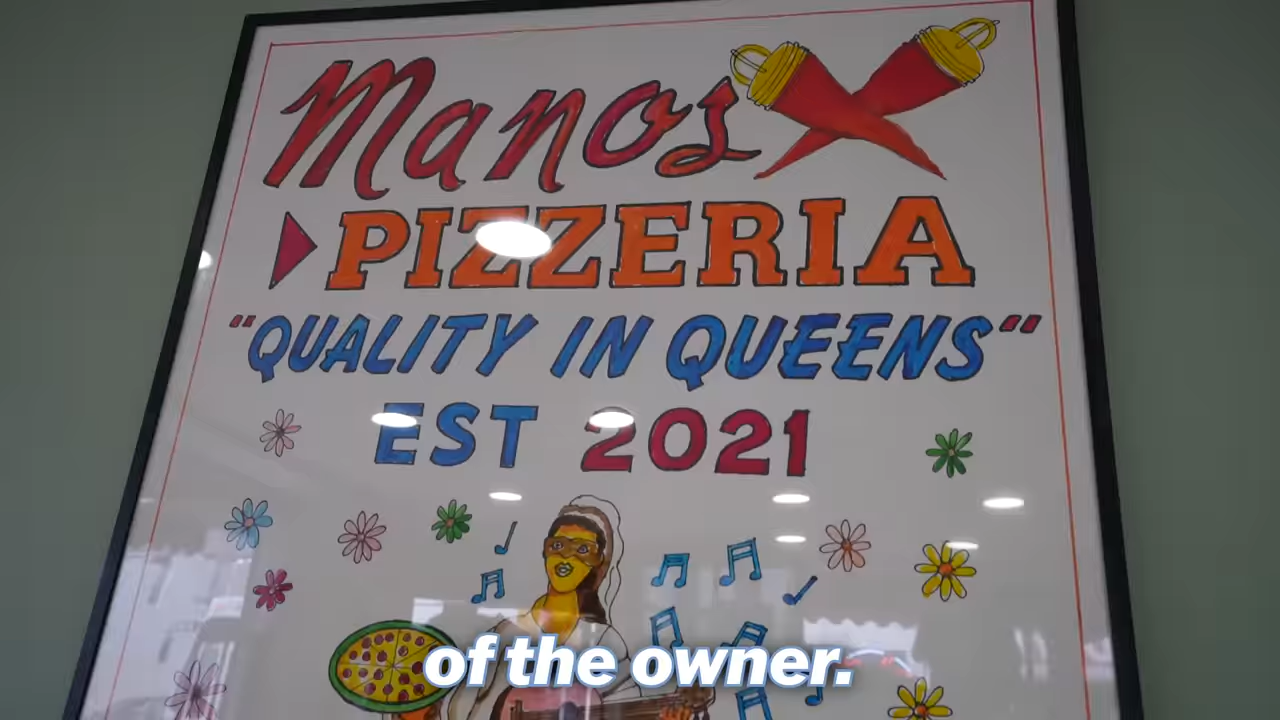 Manos
PIZZERIA
"QUALITY IN QUEENS"
EST 2021
of the owner.